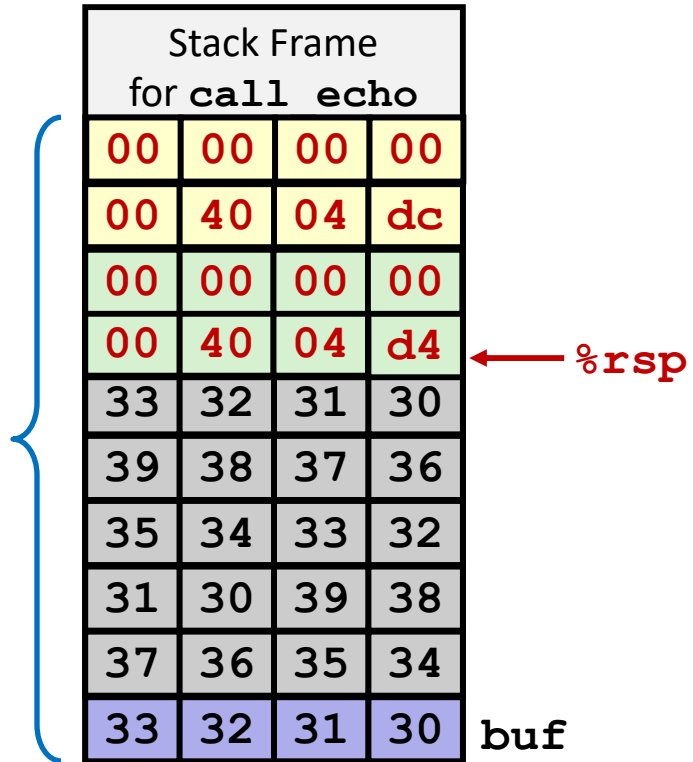 Stack Frame
for call echo
00 00 00 00
00 40 04 dc
00 00 00 00
00 40 04 d4
%rsp
33 32 31 30
39 38 37 36
35 34 33 32
31 30 39 38
37 36 35 34
33 32 31 30 buf